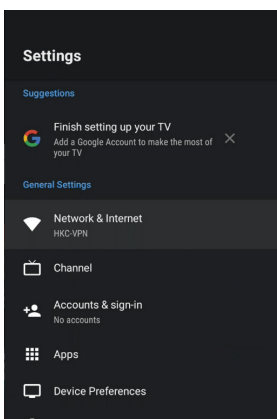 Settings
Suggestions
Finish setting up your TV
Add a Google Account to make the most of
your TV
General Settings
Network & Internet
HKC-VPN
Channel
Accounts & sign-in
No accounts
Apps
Device Preferences